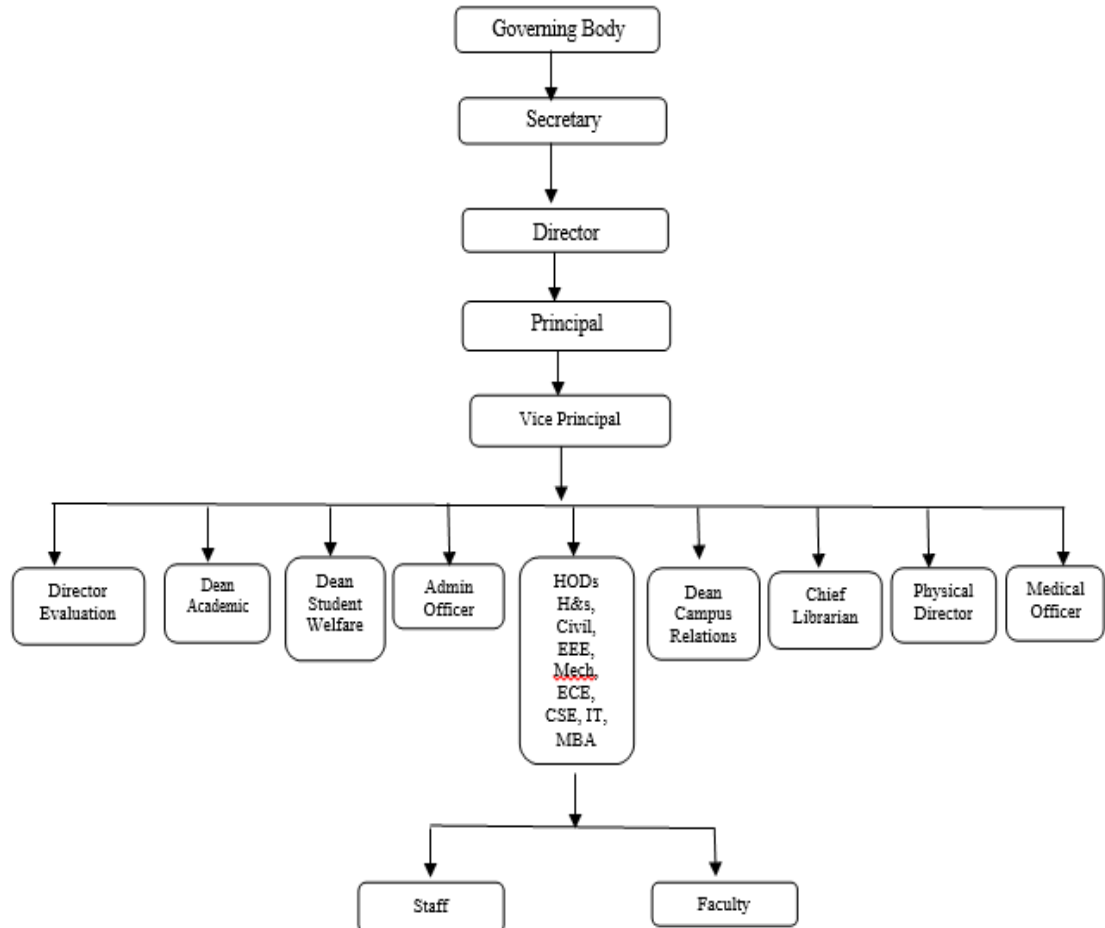 Governing Body
Secretary
Director
Principal
Vice Principal
Director
Evaluation
Dean
Academic
Dean
Student
Welfare
Admin
Officer
HODs
H&s,
Civil,
EEE,
Mech,
ECE,
CSE, IT,
MBA
Dean
Campus
Relations
Chief
Librarian
Physical
Director
Medical
Officer
Staff
Faculty